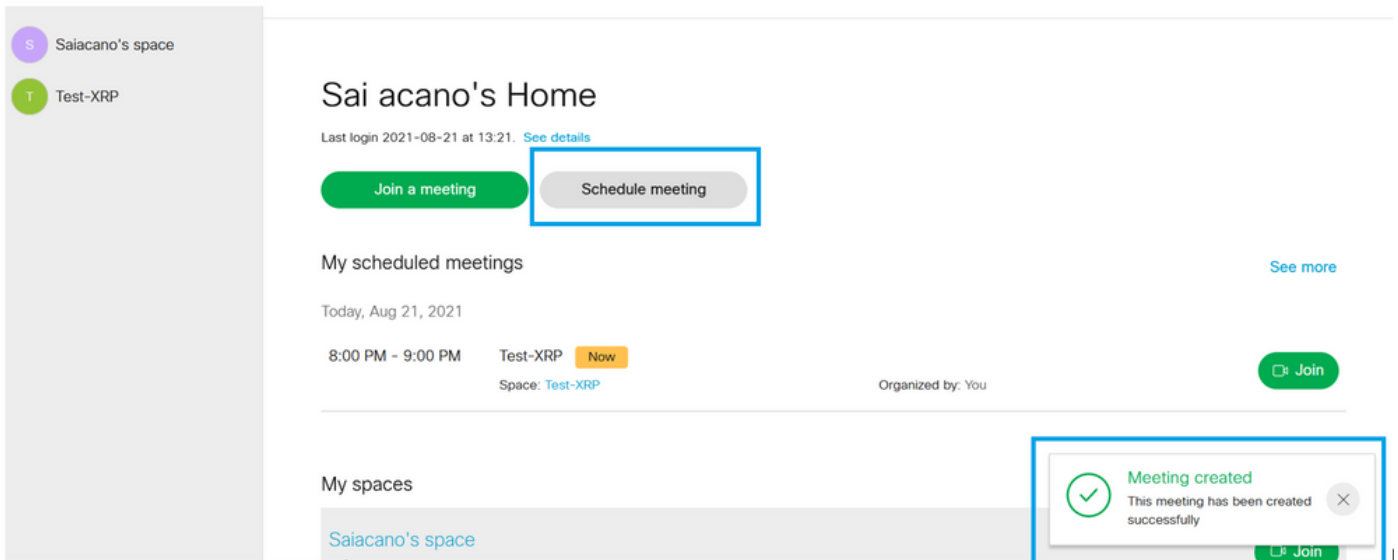 S Saiacano's space
T Test-XRP
Sai acano's Home
Last login 2021-08-21 at 13:21. See details
Join a meeting Schedule meeting
My scheduled meetings See more
Today, Aug 21, 2021
8:00 PM - 9:00 PM Test-XRP Now Join
Space: Test-XRP Organized by: You
My spaces
Meeting created
This meeting has been created
successfully
Saiacano's space
Join